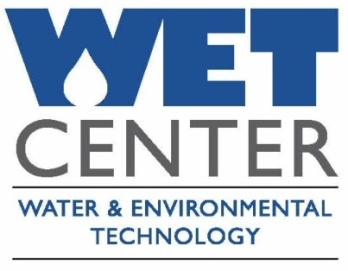 WET
CENTER
WATER & ENVIRONMENTAL
TECHNOLOGY